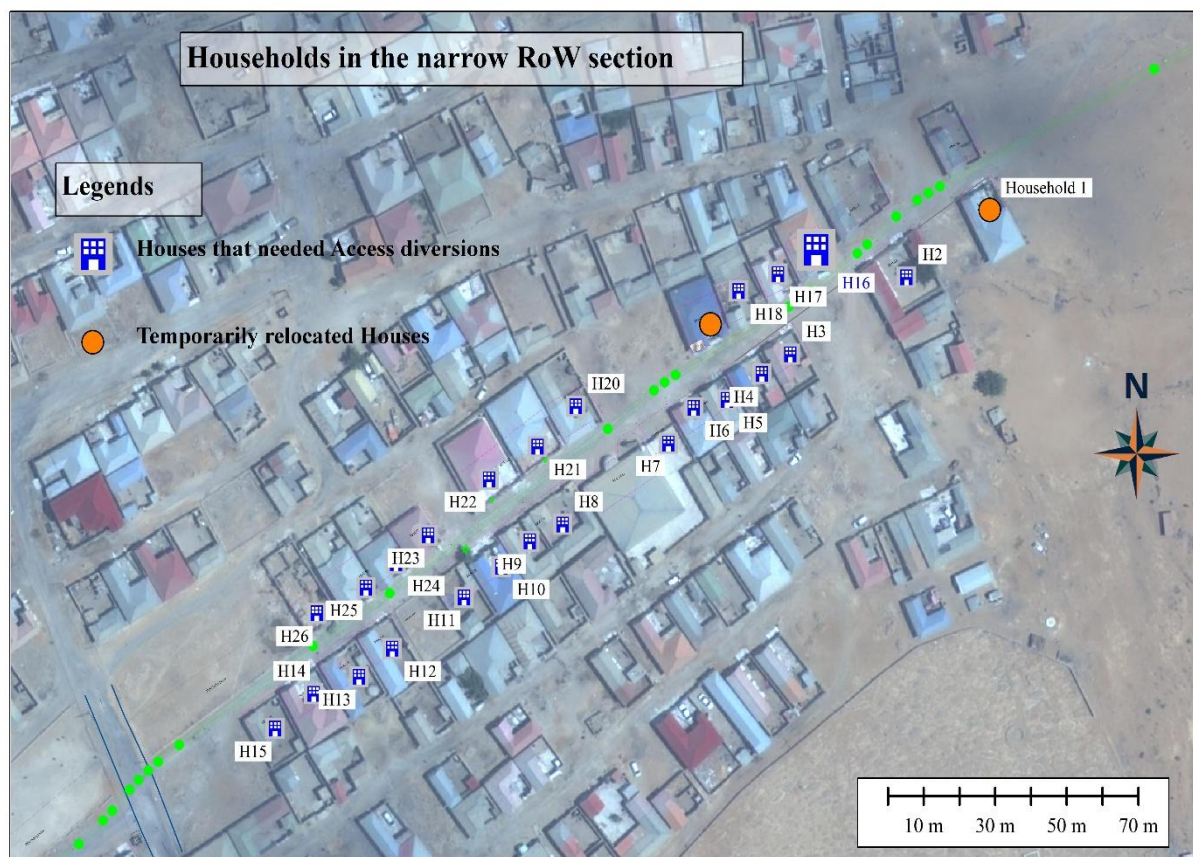 Households in the narrow RoW section
Legends
Houses that needed Access diversions
Temporarily relocated Houses
Household 1
H2
H16
H17
H18
H3
H20
H4
H5
H6
H7
H21
H22
H8
H23
H9
H24
H10
H25
H11
H26
H12
H14
H13
H15
N
10 m 30 m 50 m 70 m